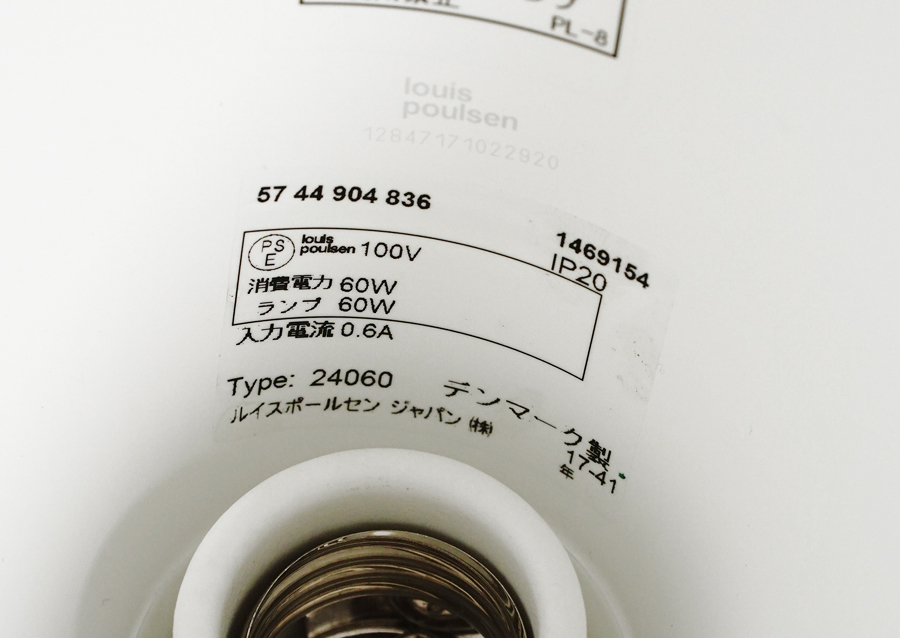 PL-8
louis
poulsen
12847171022920
57 44 904 836
1469154
PS
E
louis
poulsen 100V
IP20
消費電力 60W
ランプ 60W
入力電流 0.6A
Type: 24060
デンマーク製
ルイスポールセン ジャパン ㈱
17-41
年